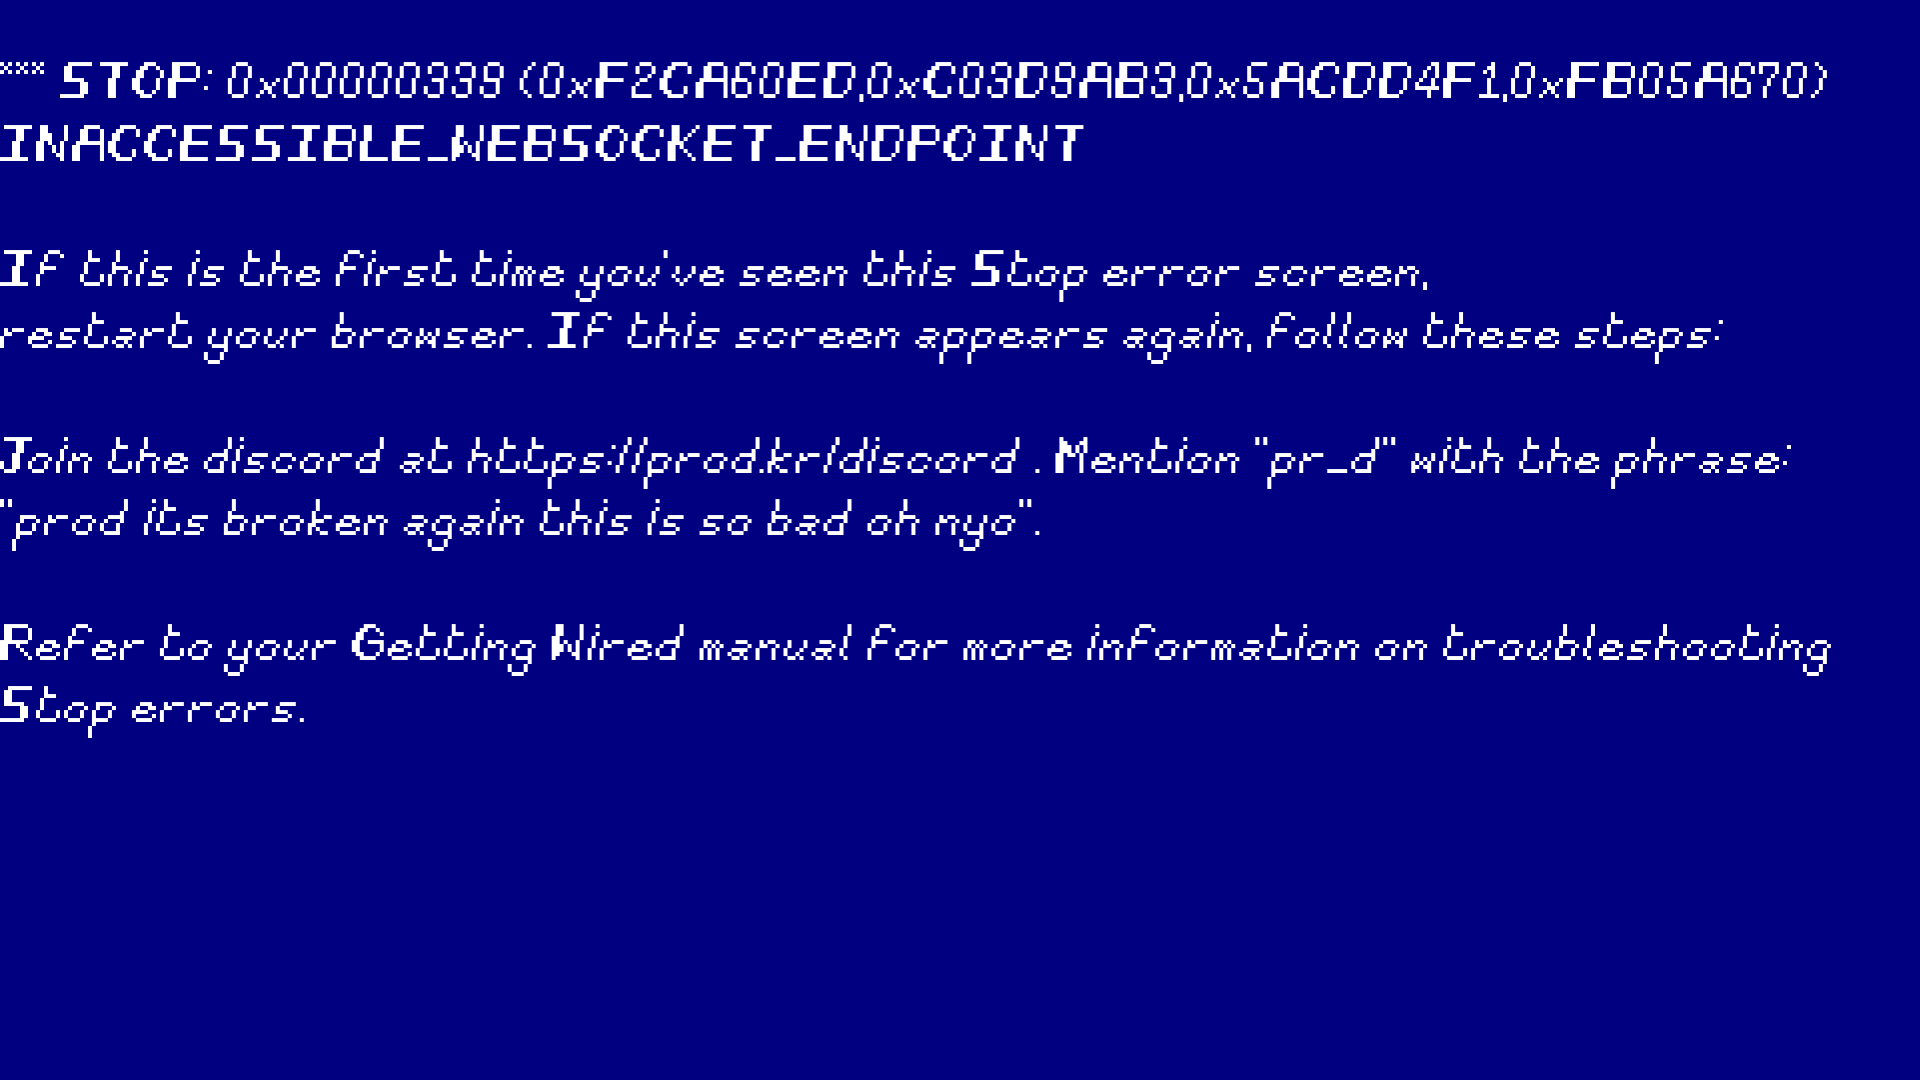 *** STOP: 0x00000339 (0xF2CA60ED,0xC03D9AB3,0x5ACDD4F1,0xFB05A670)
INACCESSIBLE_WEBSOCKET_ENDPOINT
If this is the first time you've seen this Stop error screen,
restart your browser. If this screen appears again, follow these steps:
Join the discord at https://prod.kr/discord . Mention "pr_d" with the phrase:
"prod its broken again this is so bad oh nyo".
Refer to your Getting Wired manual for more information on troubleshooting
Stop errors.